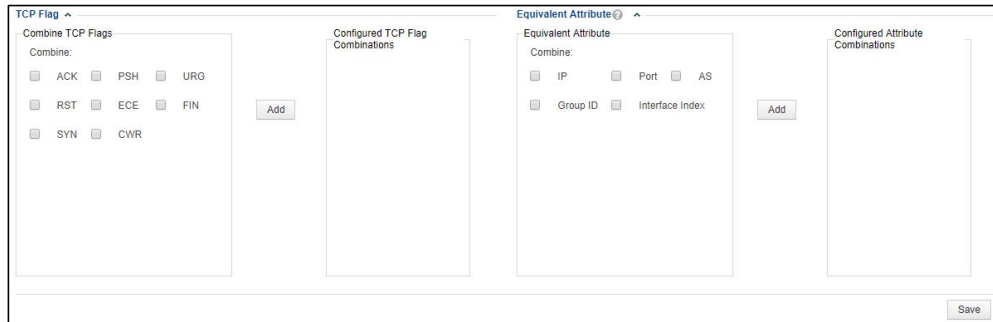 TCP Flag
Combine TCP Flags
Combine:
ACK PSH URG
RST ECE FIN
SYN CWR
Add
Configured TCP Flag
Combinations
Equivalent Attribute
Equivalent Attribute
Combine:
IP Port AS
Group ID Interface Index
Add
Configured Attribute
Combinations
Save